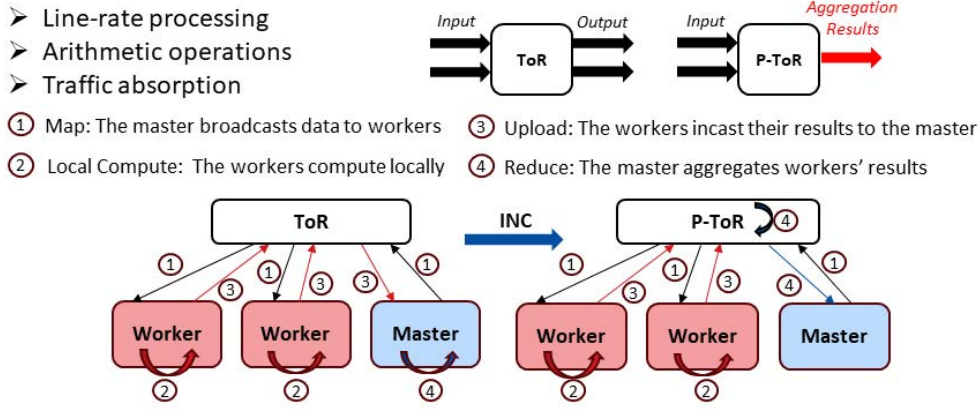 ➢ Line-rate processing
➢ Arithmetic operations
➢ Traffic absorption
Input Output
ToR
Input Aggregation Results
P-ToR
① Map: The master broadcasts data to workers
③ Upload: The workers incast their results to the master
② Local Compute: The workers compute locally
④ Reduce: The master aggregates workers' results
ToR
INC
P-ToR
④
① ③ ① ③ ③ ①
① ③ ① ③ ④ ①
Worker Worker Master
Worker Worker Master
② ② ④
② ②